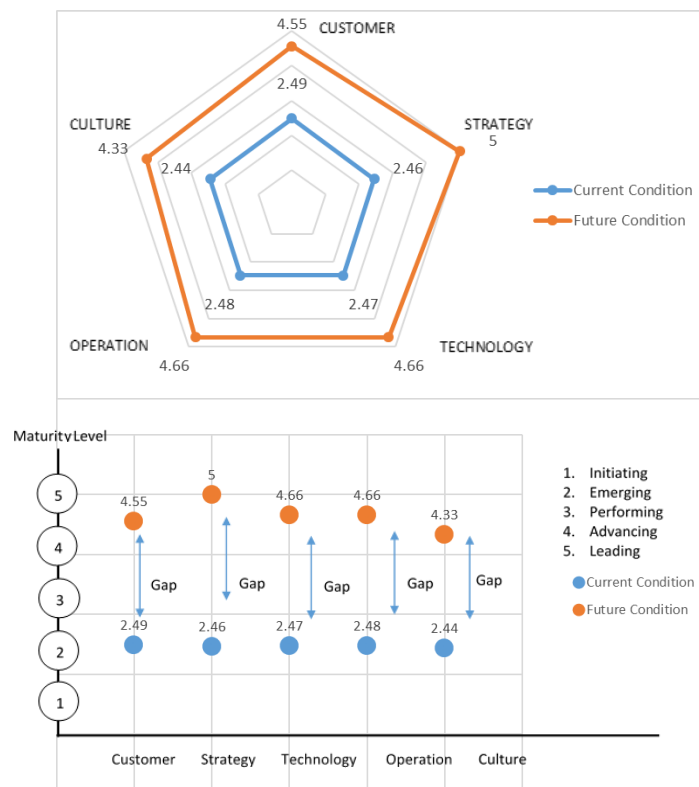 4.55
CUSTOMER
2.49
CULTURE
4.33
2.44
STRATEGY
5
2.46
Current Condition
Future Condition
2.48
2.47
OPERATION
4.66
TECHNOLOGY
4.66
Maturity Level
5
4
3
2
1
5
4.55
4.66
4.66
4.33
Gap
Gap
Gap
Gap
Gap
2.49
2.46
2.47
2.48
2.44
1. Initiating
2. Emerging
3. Performing
4. Advancing
5. Leading
Current Condition
Future Condition
Customer Strategy Technology Operation Culture